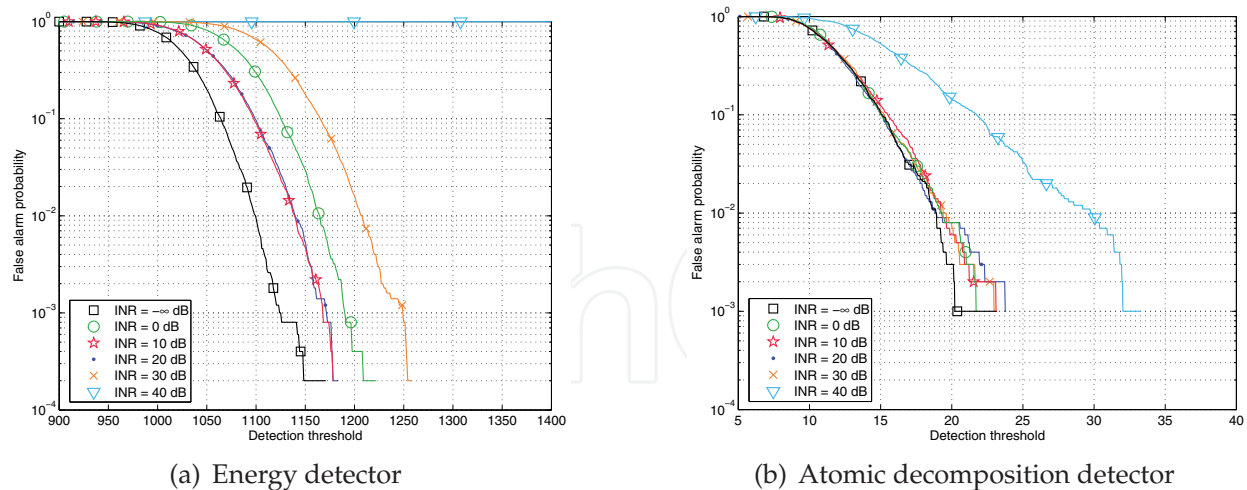 10⁰
10⁻¹
10⁻²
10⁻³
10⁻⁴
False alarm probability
900 950 1000 1050 1100 1150 1200 1250 1300 1350 1400
Detection threshold
INR = −∞ dB
INR = 0 dB
INR = 10 dB
INR = 20 dB
INR = 30 dB
INR = 40 dB
(a) Energy detector
10⁰
10⁻¹
10⁻²
10⁻³
10⁻⁴
False alarm probability
5 10 15 20 25 30 35 40
Detection threshold
INR = −∞ dB
INR = 0 dB
INR = 10 dB
INR = 20 dB
INR = 30 dB
INR = 40 dB
(b) Atomic decomposition detector